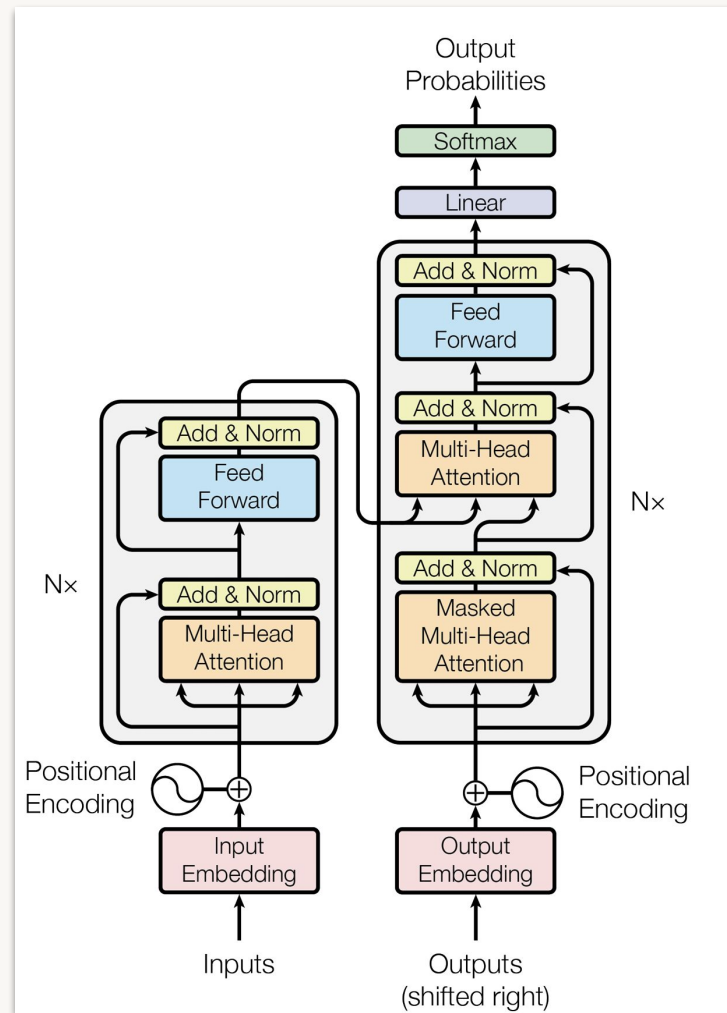 Output
Probabilities
Softmax
Linear
Add & Norm
Feed
Forward
Add & Norm
Multi-Head
Attention
Add & Norm
Masked
Multi-Head
Attention
N×
Add & Norm
Feed
Forward
Add & Norm
Multi-Head
Attention
N×
Positional
Encoding
Positional
Encoding
Input
Embedding
Output
Embedding
Inputs
Outputs
(shifted right)